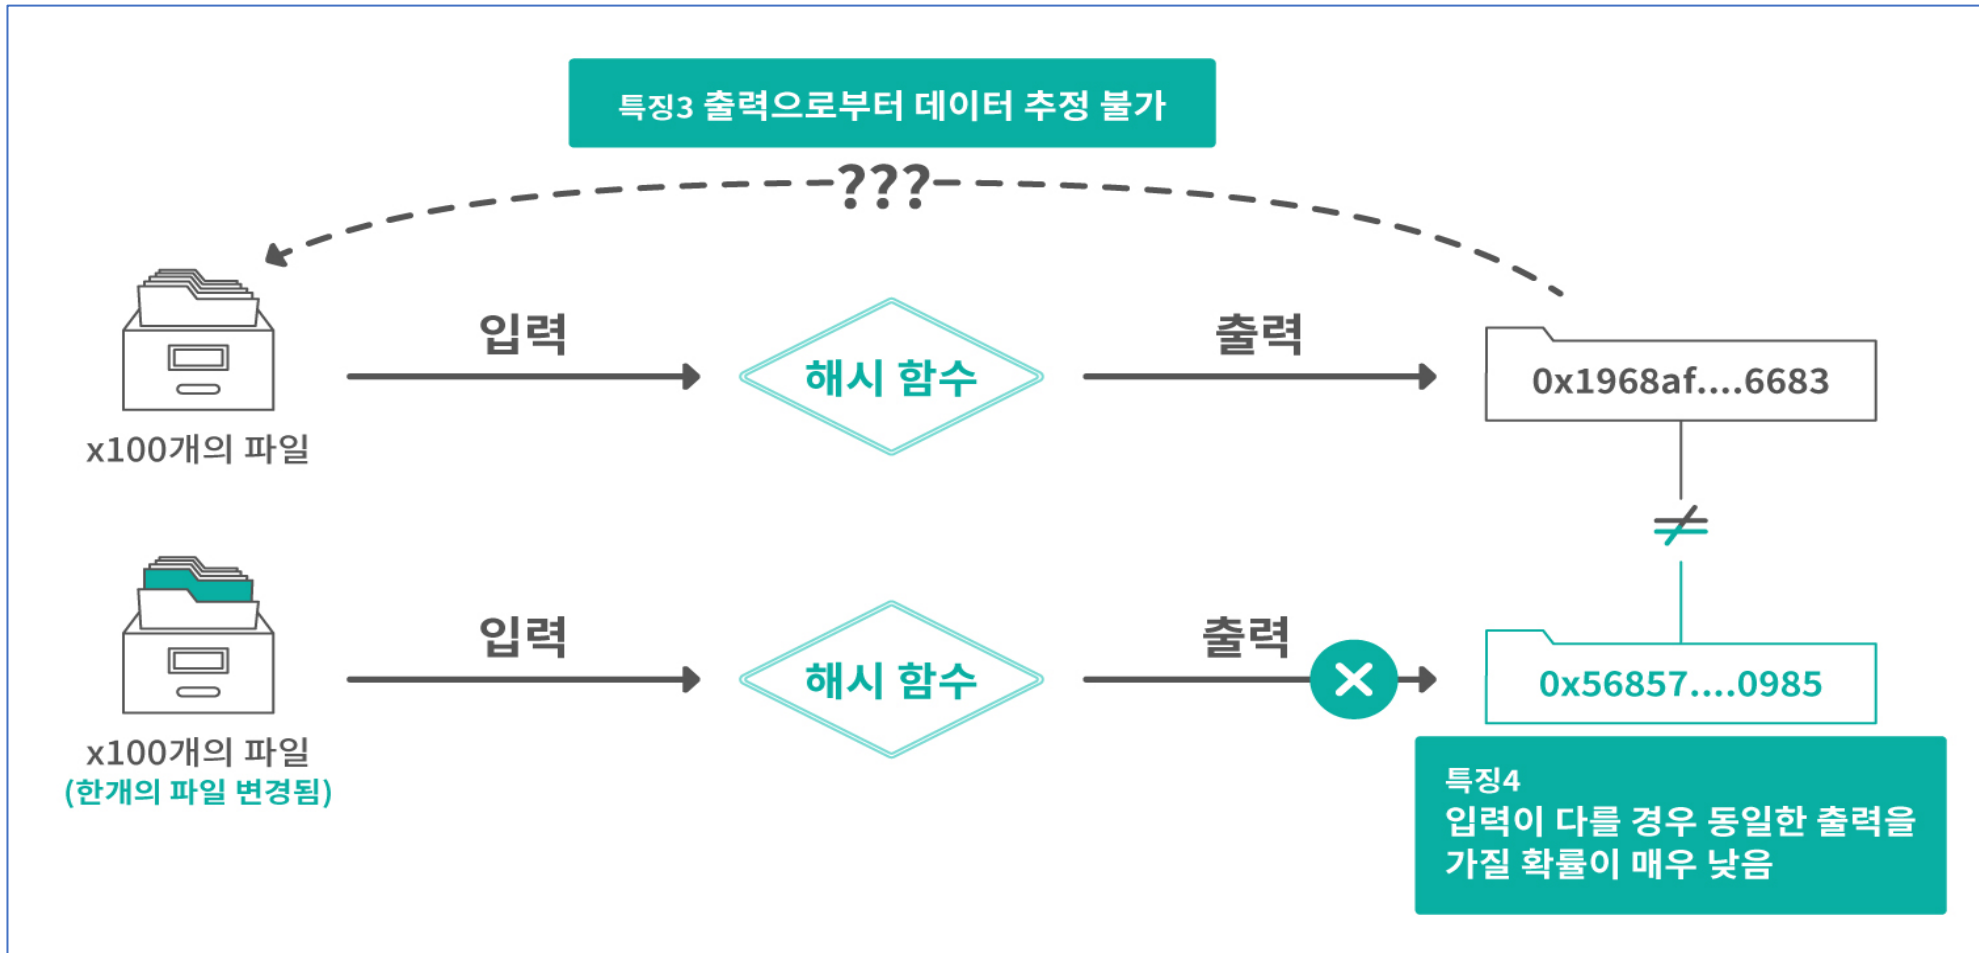 특징3 출력으로부터 데이터 추정 불가
???
입력
해시 함수
출력
0x1968af....6683
x100개의 파일
≠
입력
해시 함수
출력
0x56857....0985
x100개의 파일
(한개의 파일 변경됨)
특징4
입력이 다를 경우 동일한 출력을
가질 확률이 매우 낮음